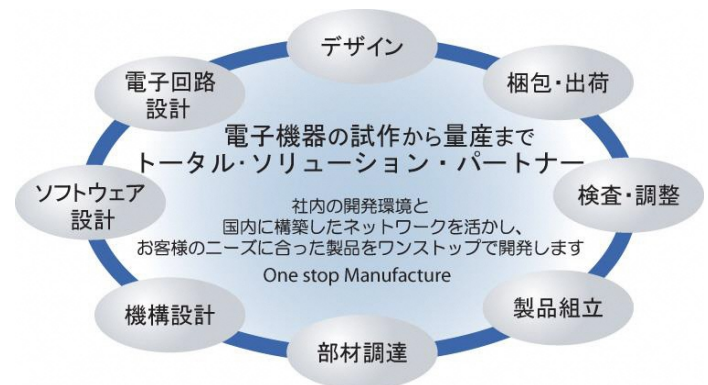 デザイン
電子回路
設計
梱包・出荷
電子機器の試作から量産まで
トータル・ソリューション・パートナー
ソフトウェア
設計
検査・調整
社内の開発環境と
国内に構築したネットワークを活かし、
お客様のニーズに合った製品をワンストップで開発します
One stop Manufacture
機構設計
製品組立
部材調達